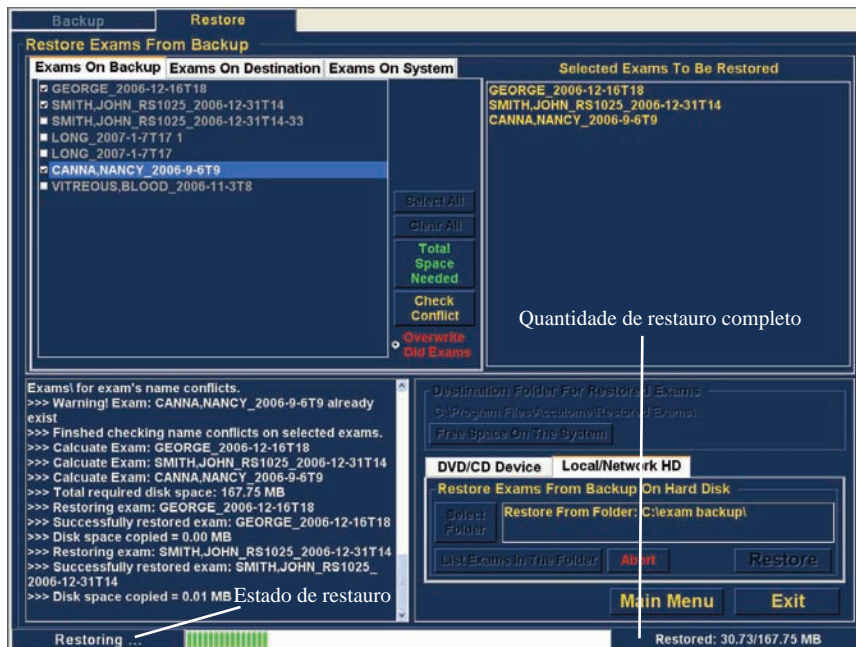 Backup
Restore
Restore Exams From Backup
Exams On Backup
Exams On Destination
Exams On System
GEORGE_2006-12-16T18
SMITH,JOHN_RS1025_2006-12-31T14
SMITH,JOHN_RS1025_2006-12-31T14-33
LONG_2007-1-7T17 1
LONG_2007-1-7T17
CANNA,NANCY_2006-9-6T9
VITREOUS,BLOOD_2006-11-3T8
Select All
Clear All
Total
Space
Needed
Check
Conflict
Overwrite
Old Exams
Selected Exams To Be Restored
GEORGE_2006-12-16T18
SMITH,JOHN_RS1025_2006-12-31T14
CANNA,NANCY_2006-9-6T9
Quantidade de restauro completo
Exams\ for exam's name conflicts.
>>> Warning! Exam: CANNA,NANCY_2006-9-6T9 already
exist
>>> Finshed checking name conflicts on selected exams.
>>> Calcuate Exam: GEORGE_2006-12-16T18
>>> Calcuate Exam: SMITH,JOHN_RS1025_2006-12-31T14
>>> Calcuate Exam: CANNA,NANCY_2006-9-6T9
>>> Total required disk space: 167.75 MB
>>> Restoring exam: GEORGE_2006-12-16T18
>>> Successfully restored exam: GEORGE_2006-12-16T18
>>> Disk space copied = 0.00 MB
>>> Restoring exam: SMITH,JOHN_RS1025_2006-12-31T14
>>> Successfully restored exam: SMITH,JOHN_RS1025_
2006-12-31T14
>>> Disk space copied = 0.01 MB
Estado de restauro
Destination Folder For Restored Exams
C:\Program Files\Accutome\Restored Exams\
Free Space On The System
DVD/CD Device
Local/Network HD
Restore Exams From Backup On Hard Disk
Select
Folder
Restore From Folder: C:\exam backup\
List Exams In The Folder
Abort
Restore
Main Menu
Exit
Restoring ...
Restored: 30.73/167.75 MB